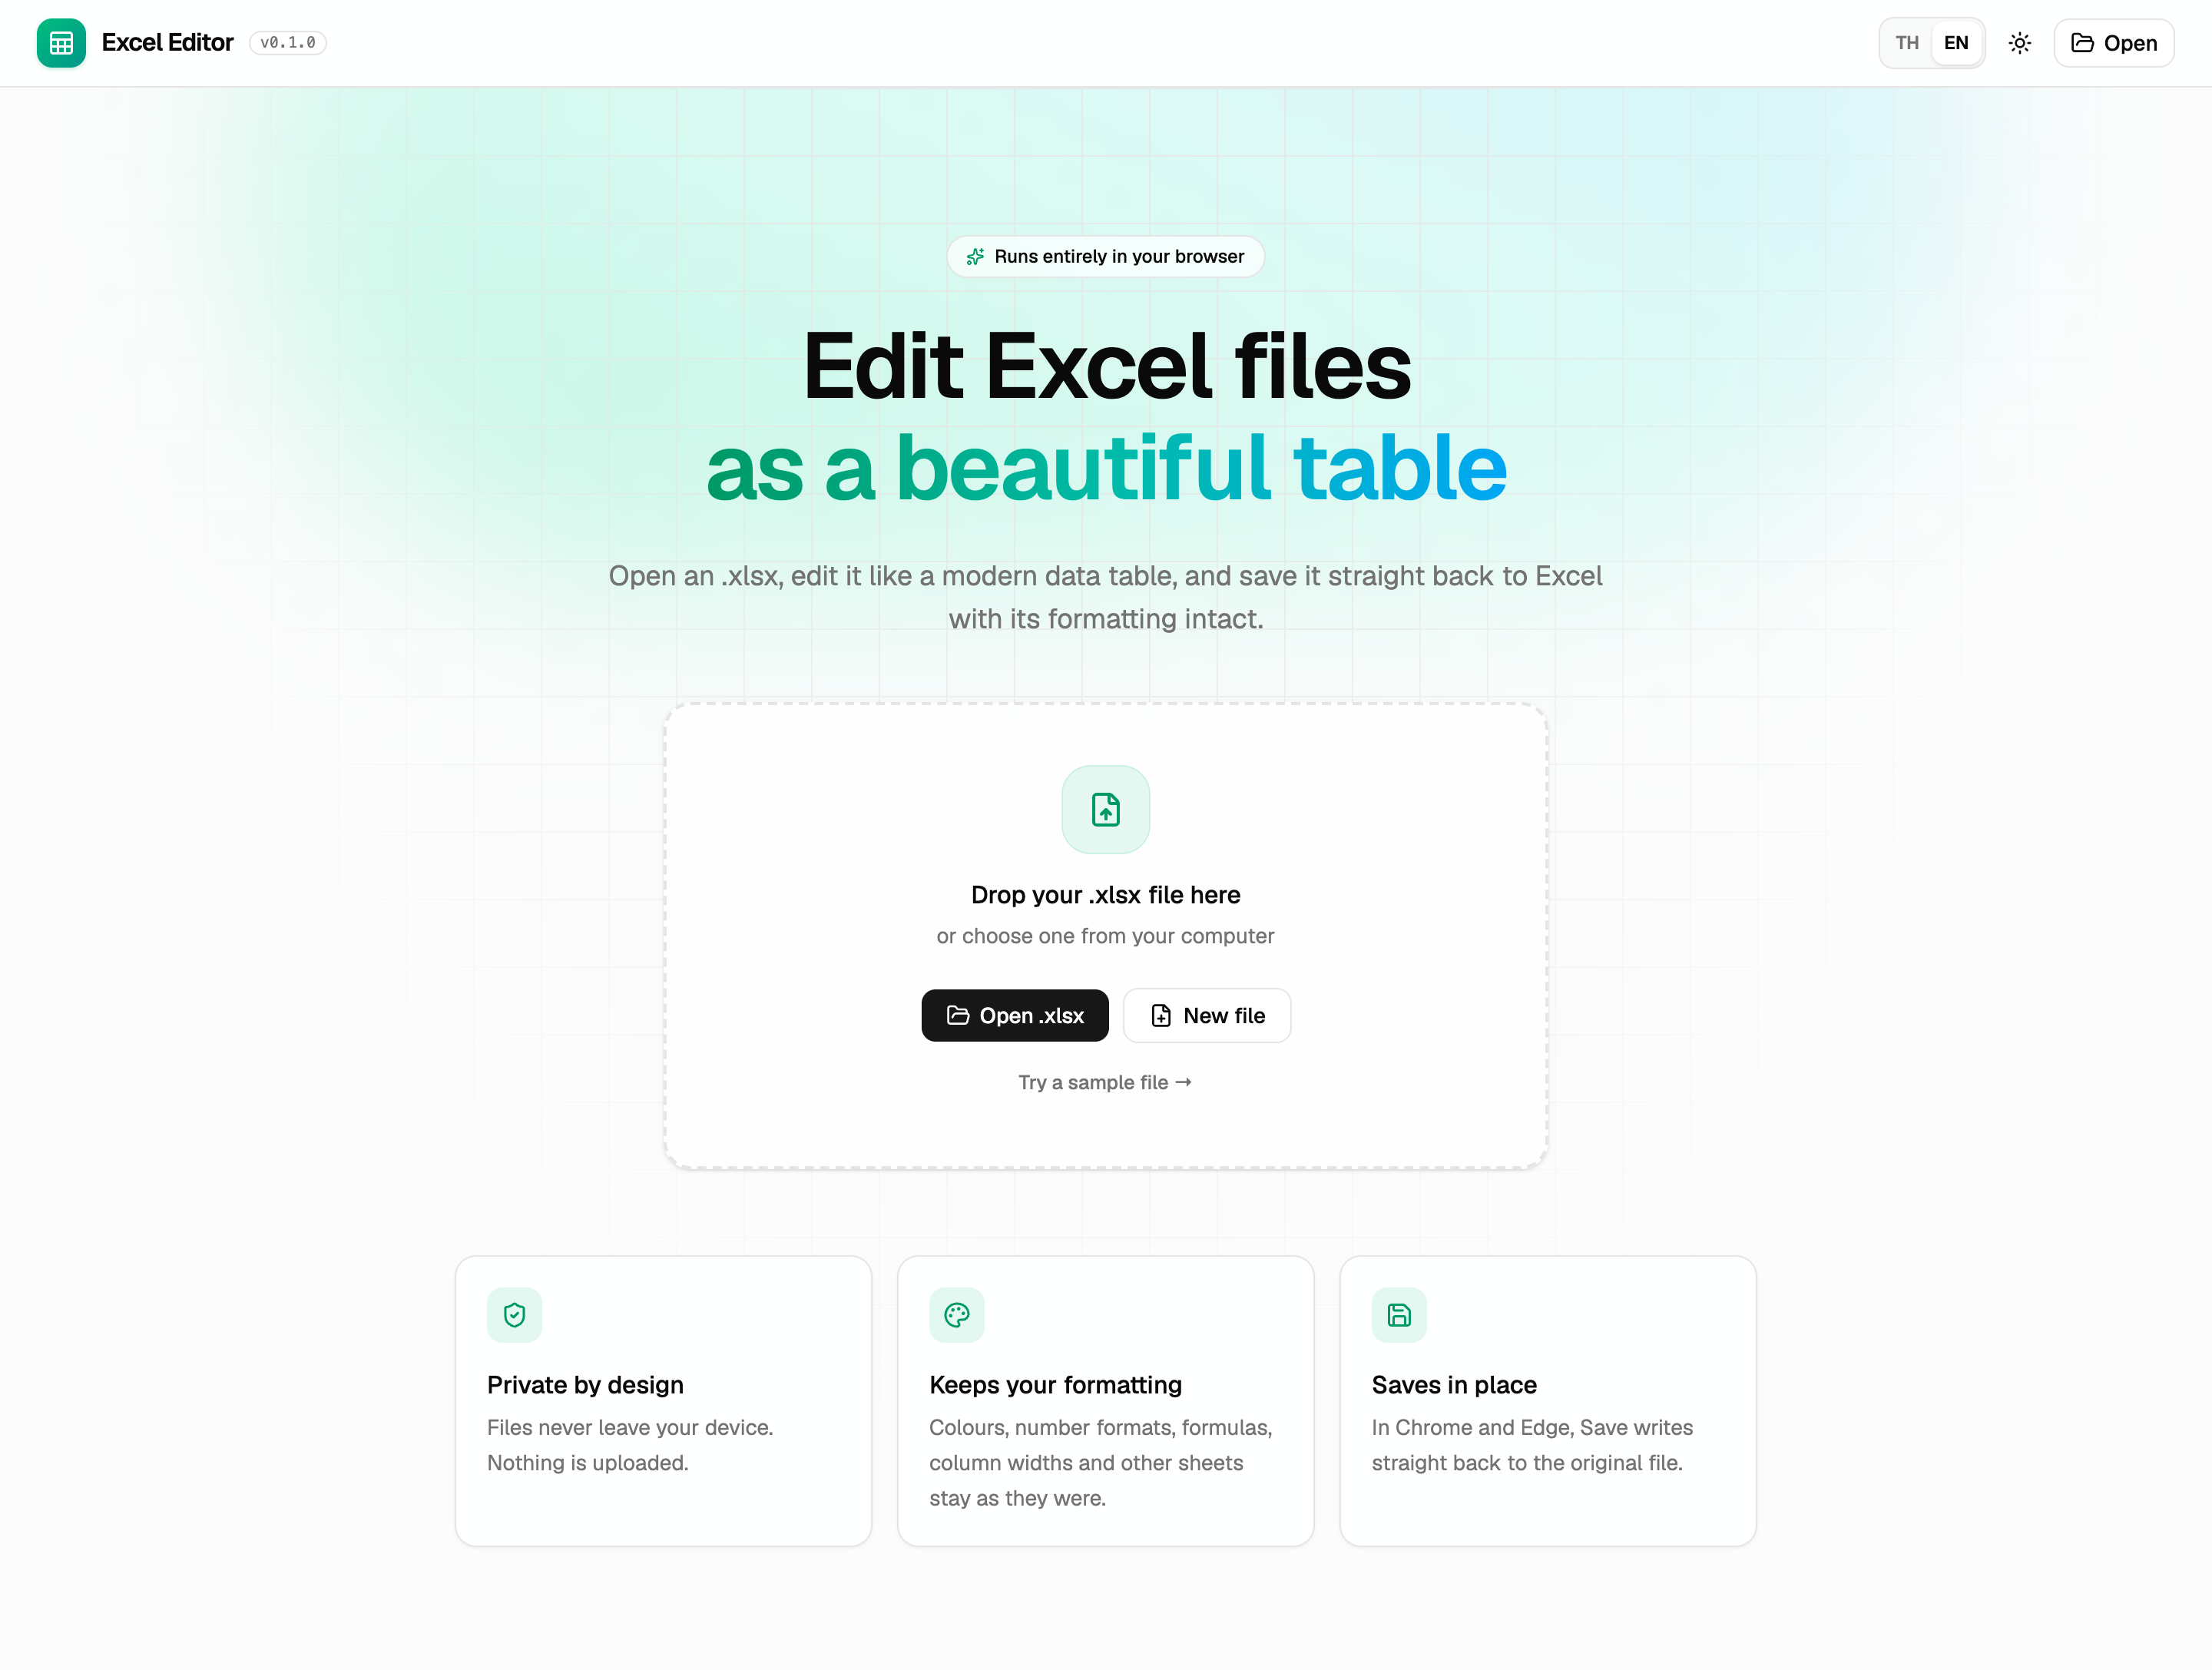 Excel Editor v0.1.0 TH EN Open
Runs entirely in your browser
Edit Excel files
as a beautiful table
Open an .xlsx, edit it like a modern data table, and save it straight back to Excel
with its formatting intact.
Drop your .xlsx file here
or choose one from your computer
Open .xlsx New file
Try a sample file →
Private by design
Files never leave your device.
Nothing is uploaded.
Keeps your formatting
Colours, number formats, formulas,
column widths and other sheets
stay as they were.
Saves in place
In Chrome and Edge, Save writes
straight back to the original file.